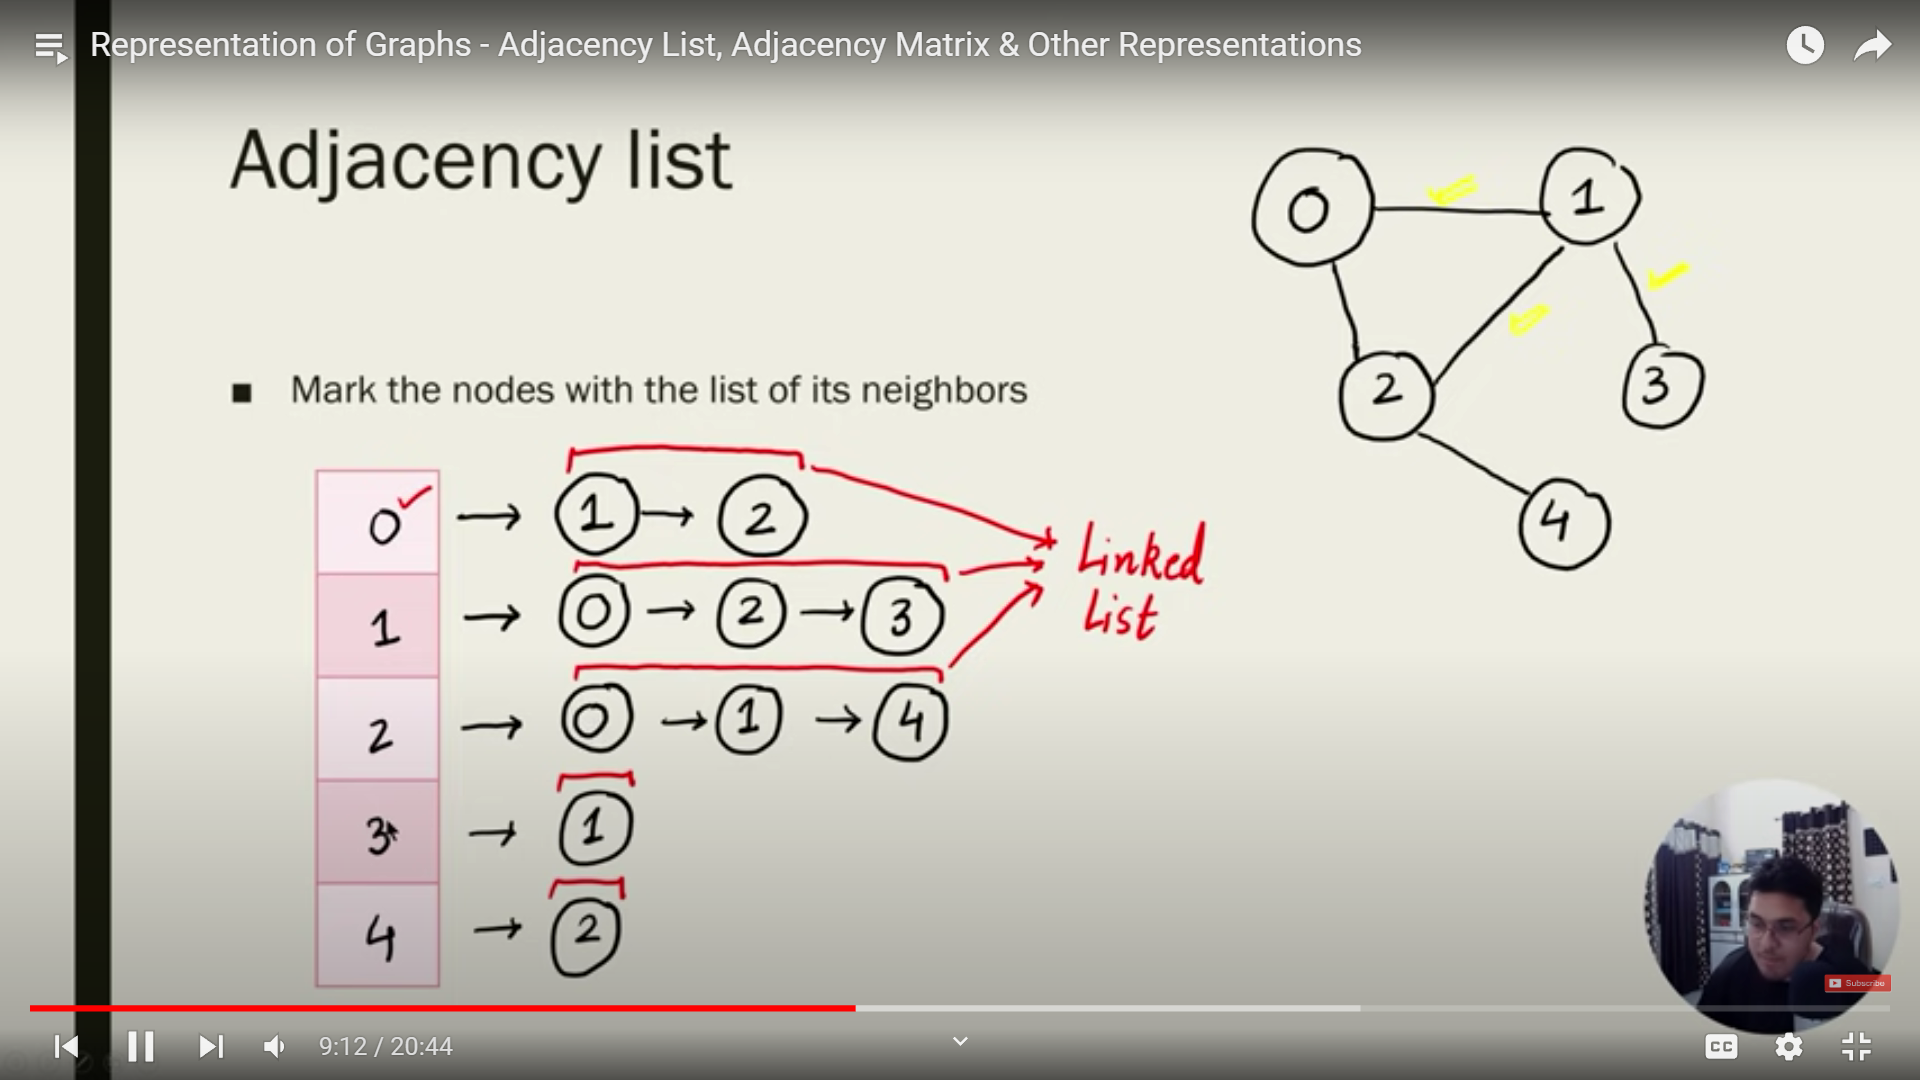 Representation of Graphs - Adjacency List, Adjacency Matrix & Other Representations
Adjacency list
0
1
2
3
4
■ Mark the nodes with the list of its neighbors
0 → 1 → 2
1 → 0 → 2 → 3
2 → 0 → 1 → 4
3 → 1
4 → 2
Linked
List
Subscribe
9:12 / 20:44
CC